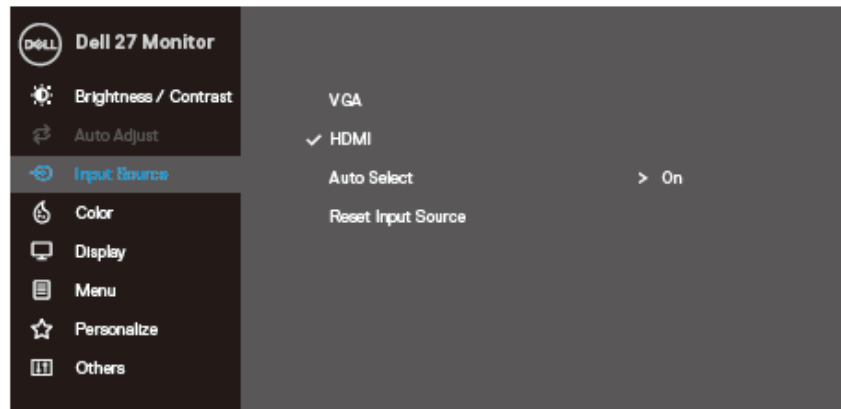 DELL Dell 27 Monitor
Brightness / Contrast
VGA
Auto Adjust
HDMI
Input Source
Auto Select > On
Color
Reset Input Source
Display
Menu
Personalize
Others